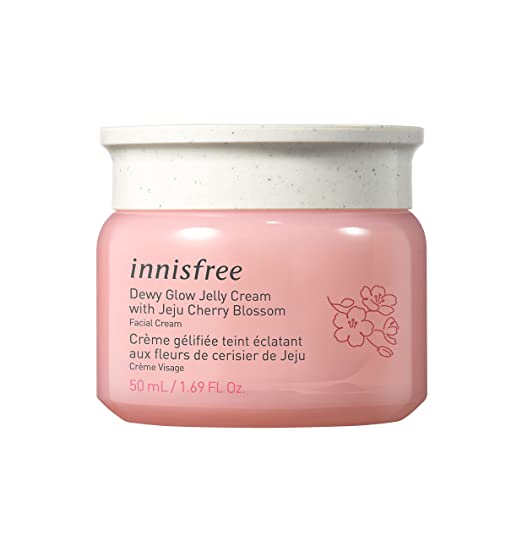 innisfree
Dewy Glow Jelly Cream
with Jeju Cherry Blossom
Facial Cream
Crème gélifiée teint éclatant
aux fleurs de cerisier de Jeju
Crème Visage
50 mL / 1.69 FL. Oz.